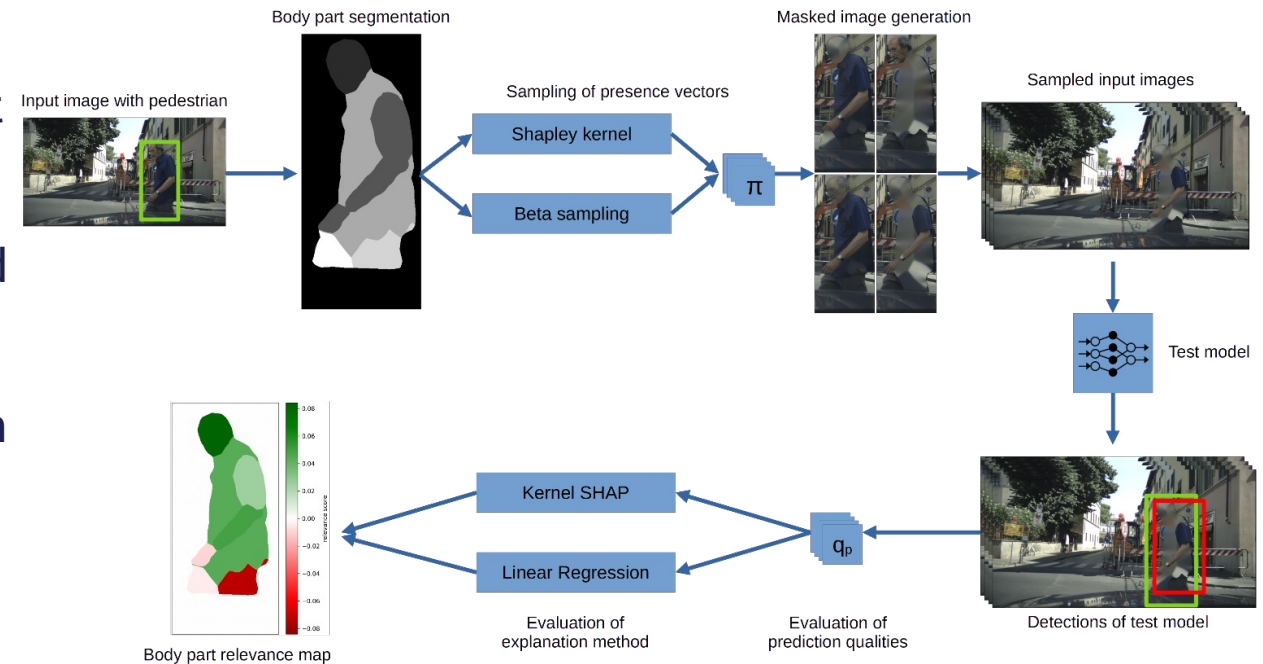 Body part segmentation
Masked image generation
Input image with pedestrian
Sampling of presence vectors
Sampled input images
Shapley kernel
π
Beta sampling
Test model
0.08
0.06
0.04
0.02
0.00
−0.02
−0.04
−0.06
−0.08
relevance score
Kernel SHAP
qp
Linear Regression
Evaluation of
explanation method
Evaluation of
prediction qualities
Detections of test model
Body part relevance map